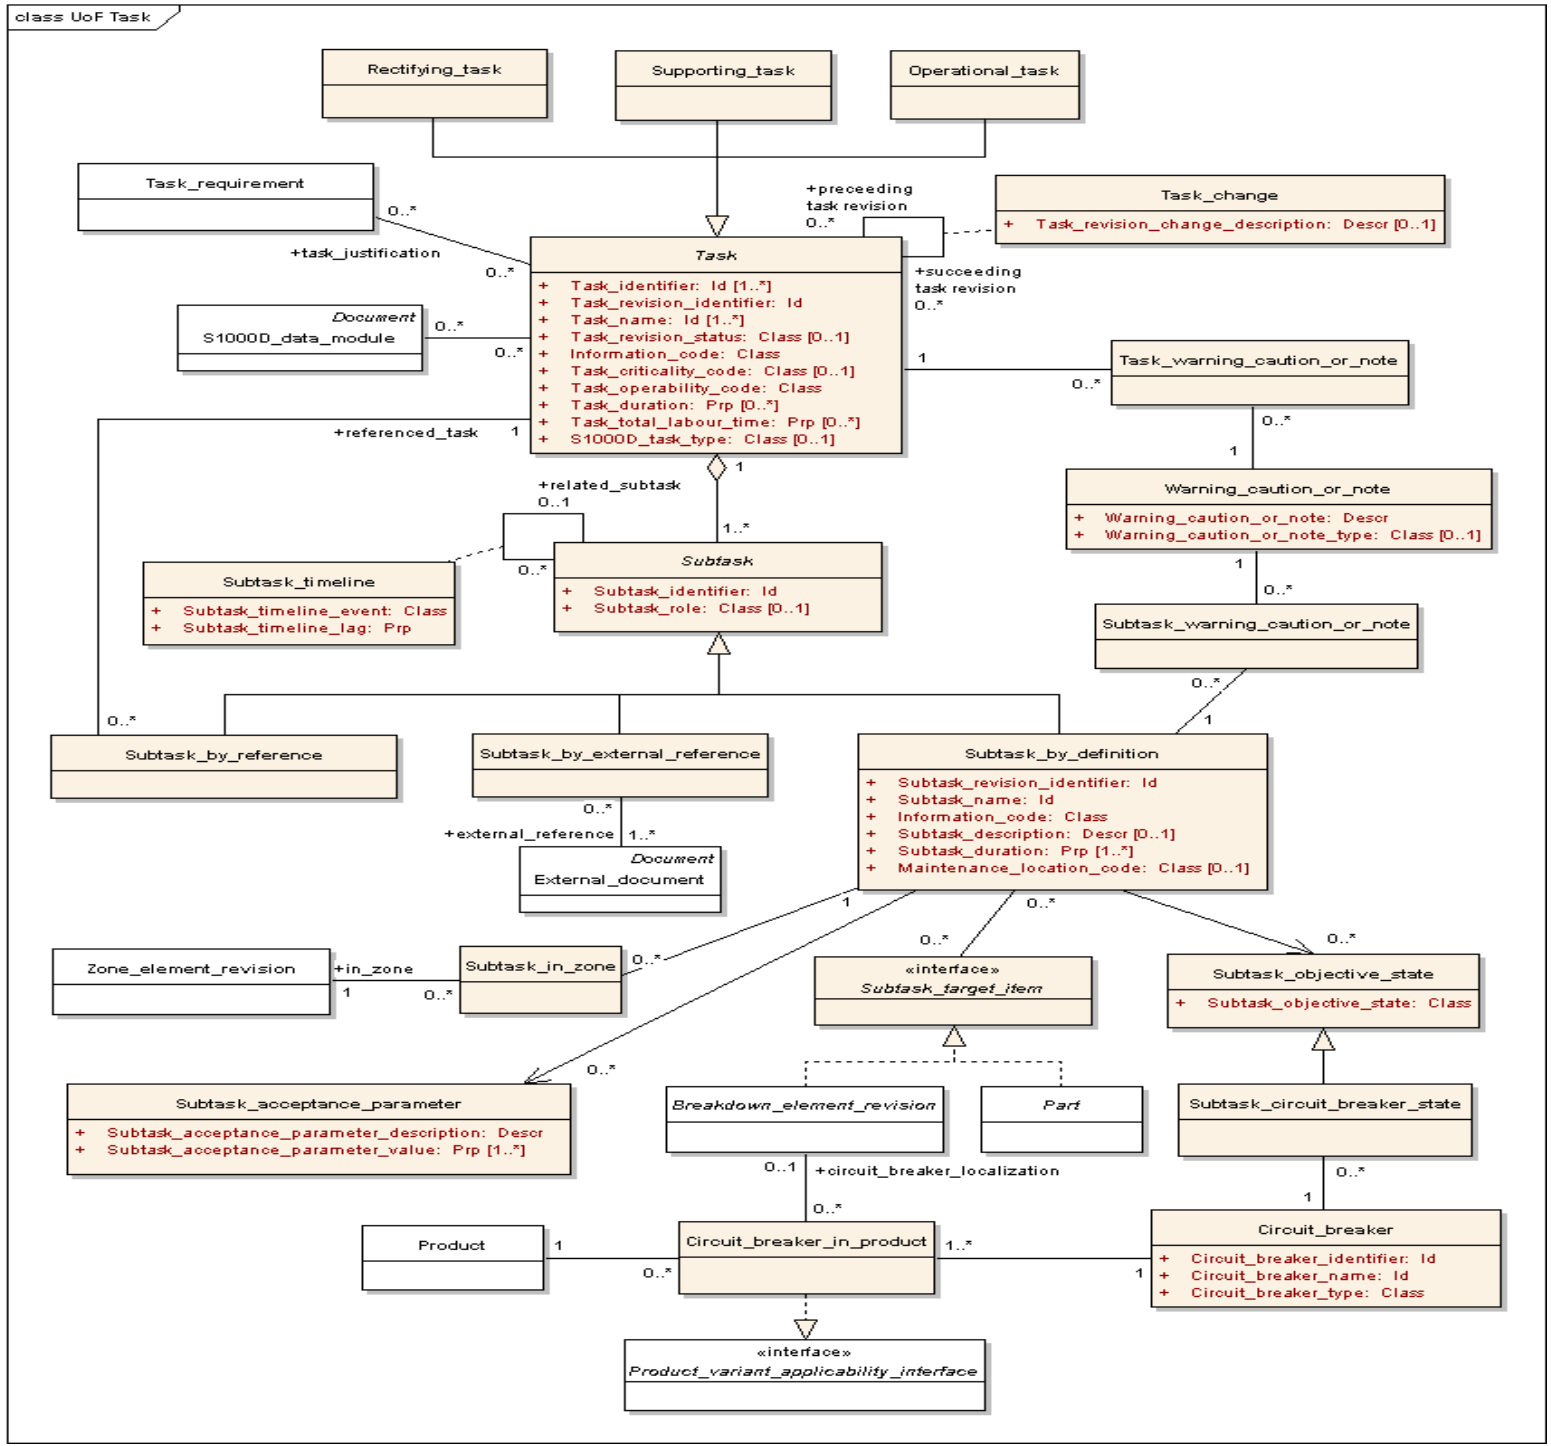 class UoF Task
Rectifying_task
Supporting_task
Operational_task
Task_requirement
0..*
+task_justification
0..*
+preceeding
task revision
0..*
Task_change
+ Task_revision_change_description: Descr [0..1]
+succeeding
task revision
0..*
Task
+ Task_identifier: Id [1..*]
+ Task_revision_identifier: Id
+ Task_name: Id [1..*]
+ Task_revision_status: Class [0..1]
+ Information_code: Class
+ Task_criticality_code: Class [0..1]
+ Task_operability_code: Class
+ Task_duration: Prp [0..*]
+ Task_total_labour_time: Prp [0..*]
+ S1000D_task_type: Class [0..1]
Document
S1000D_data_module
0..*
0..*
1
0..*
Task_warning_caution_or_note
+referenced_task
1
0..*
1
0..*
Warning_caution_or_note
+ Warning_caution_or_note: Descr
+ Warning_caution_or_note_type: Class [0..1]
1
0..*
Subtask_warning_caution_or_note
0..*
1
1
1..*
+related_subtask
0..1
0..*
Subtask
+ Subtask_identifier: Id
+ Subtask_role: Class [0..1]
Subtask_timeline
+ Subtask_timeline_event: Class
+ Subtask_timeline_lag: Prp
Subtask_by_reference
Subtask_by_external_reference
0..*
+external_reference
1..*
Document
External_document
Subtask_by_definition
+ Subtask_revision_identifier: Id
+ Subtask_name: Id
+ Information_code: Class
+ Subtask_description: Descr [0..1]
+ Subtask_duration: Prp [1..*]
+ Maintenance_location_code: Class [0..1]
1
0..*
0..*
0..*
0..*
0..*
Zone_element_revision
+in_zone
1
0..*
Subtask_in_zone
«interface»
Subtask_target_item
Subtask_objective_state
+ Subtask_objective_state: Class
Subtask_acceptance_parameter
+ Subtask_acceptance_parameter_description: Descr
+ Subtask_acceptance_parameter_value: Prp [1..*]
Breakdown_element_revision
Part
Subtask_circuit_breaker_state
0..1
+circuit_breaker_localization
0..*
0..*
1
Product
1
0..*
Circuit_breaker_in_product
1..*
1
Circuit_breaker
+ Circuit_breaker_identifier: Id
+ Circuit_breaker_name: Id
+ Circuit_breaker_type: Class
«interface»
Product_variant_applicability_interface